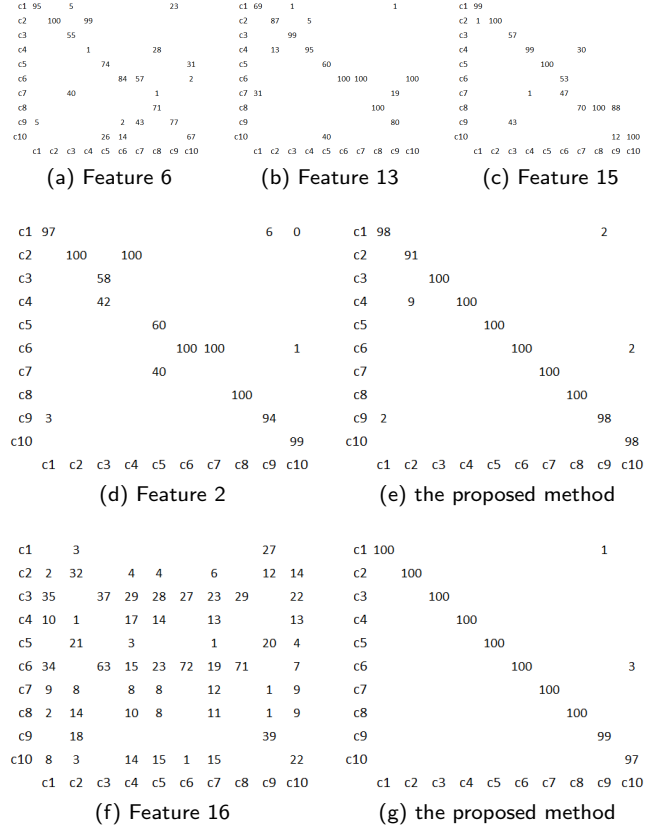 c1 95 5 23
c2 100 99
c3 55
c4 1 28
c5 74 31
c6 84 57 2
c7 40 1
c8 71
c9 5 2 43 77
c10 26 14 67
c1 c2 c3 c4 c5 c6 c7 c8 c9 c10
(a) Feature 6
c1 69 1 1
c2 87 5
c3 99
c4 13 95
c5 60
c6 100 100 100
c7 31 19
c8 100
c9 80
c10 40
c1 c2 c3 c4 c5 c6 c7 c8 c9 c10
(b) Feature 13
c1 99
c2 1 100
c3 57
c4 99 30
c5 100
c6 53
c7 1 47
c8 70 100 88
c9 43
c10 12 100
c1 c2 c3 c4 c5 c6 c7 c8 c9 c10
(c) Feature 15
c1 97 6 0
c2 100 100
c3 58
c4 42
c5 60
c6 100 100 1
c7 40
c8 100
c9 3 94
c10 99
c1 c2 c3 c4 c5 c6 c7 c8 c9 c10
(d) Feature 2
c1 98 2
c2 91
c3 100
c4 9 100
c5 100
c6 100 2
c7 100
c8 100
c9 2 98
c10 98
c1 c2 c3 c4 c5 c6 c7 c8 c9 c10
(e) the proposed method
c1 3 27
c2 2 32 4 4 6 12 14
c3 35 37 29 28 27 23 29 22
c4 10 1 17 14 13 13
c5 21 3 1 20 4
c6 34 63 15 23 72 19 71 7
c7 9 8 8 8 12 1 9
c8 2 14 10 8 11 1 9
c9 18 39
c10 8 3 14 15 1 15 22
c1 c2 c3 c4 c5 c6 c7 c8 c9 c10
(f) Feature 16
c1 100 1
c2 100
c3 100
c4 100
c5 100
c6 100 3
c7 100
c8 100
c9 99
c10 97
c1 c2 c3 c4 c5 c6 c7 c8 c9 c10
(g) the proposed method